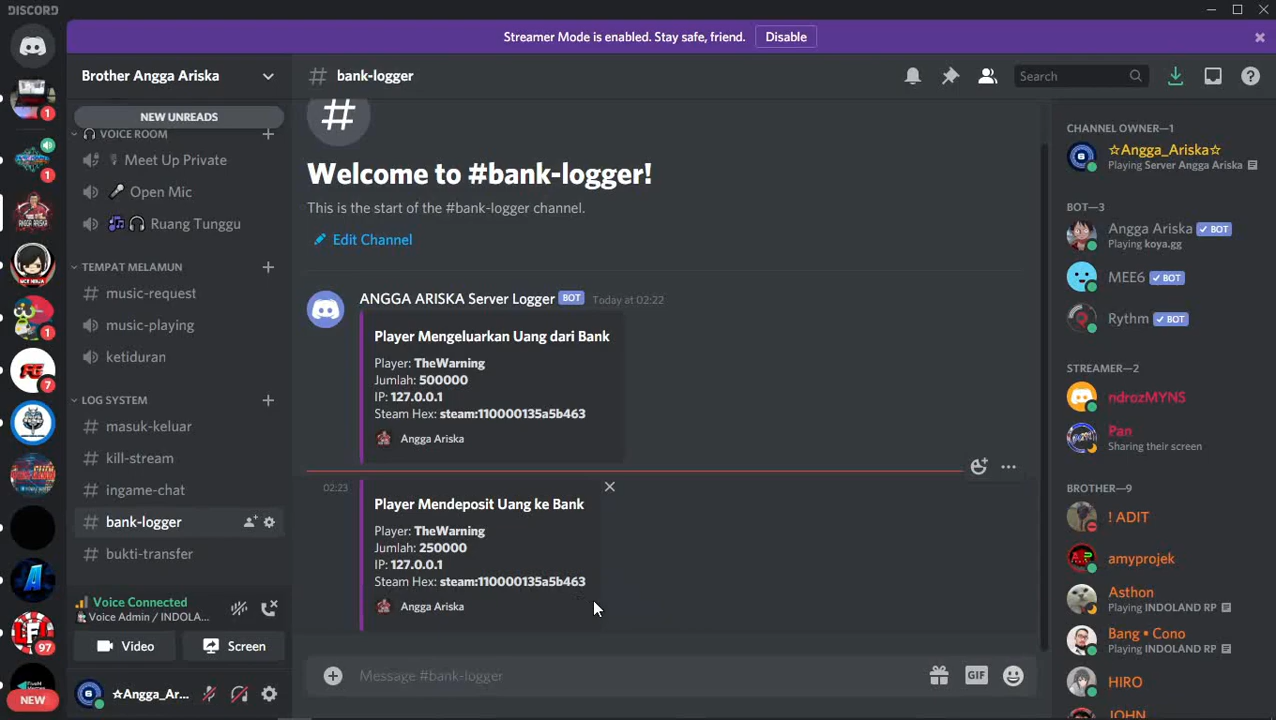 DISCORD
Streamer Mode is enabled. Stay safe, friend.
Disable
Brother Angga Ariska
NEW UNREADS
VOICE ROOM
Meet Up Private
Open Mic
Ruang Tunggu
TEMPAT MELAMUN
music-request
music-playing
ketiduran
LOG SYSTEM
masuk-keluar
kill-stream
ingame-chat
bank-logger
bukti-transfer
Voice Connected
Voice Admin / INDOLA...
Video
Screen
☆Angga_Ar...
1
1
1
7
97
NEW
# bank-logger
Search
#
Welcome to #bank-logger!
This is the start of the #bank-logger channel.
Edit Channel
ANGGA ARISKA Server Logger BOT Today at 02:22
Player Mengeluarkan Uang dari Bank
Player: TheWarning
Jumlah: 500000
IP: 127.0.0.1
Steam Hex: steam:110000135a5b463
Angga Ariska
02:23
Player Mendeposit Uang ke Bank
Player: TheWarning
Jumlah: 250000
IP: 127.0.0.1
Steam Hex: steam:110000135a5b463
Angga Ariska
Message #bank-logger
GIF
CHANNEL OWNER—1
☆Angga_Ariska☆
Playing Server Angga Ariska
BOT—3
Angga Ariska ✓ BOT
Playing koya.gg
MEE6 ✓ BOT
Rythm ✓ BOT
STREAMER—2
ndrazMYNS
Pan
Sharing their screen
BROTHER—9
! ADIT
amyprojek
Asthon
Playing INDOLAND RP
Bang • Cono
Playing INDOLAND RP
HIRO
JOHN